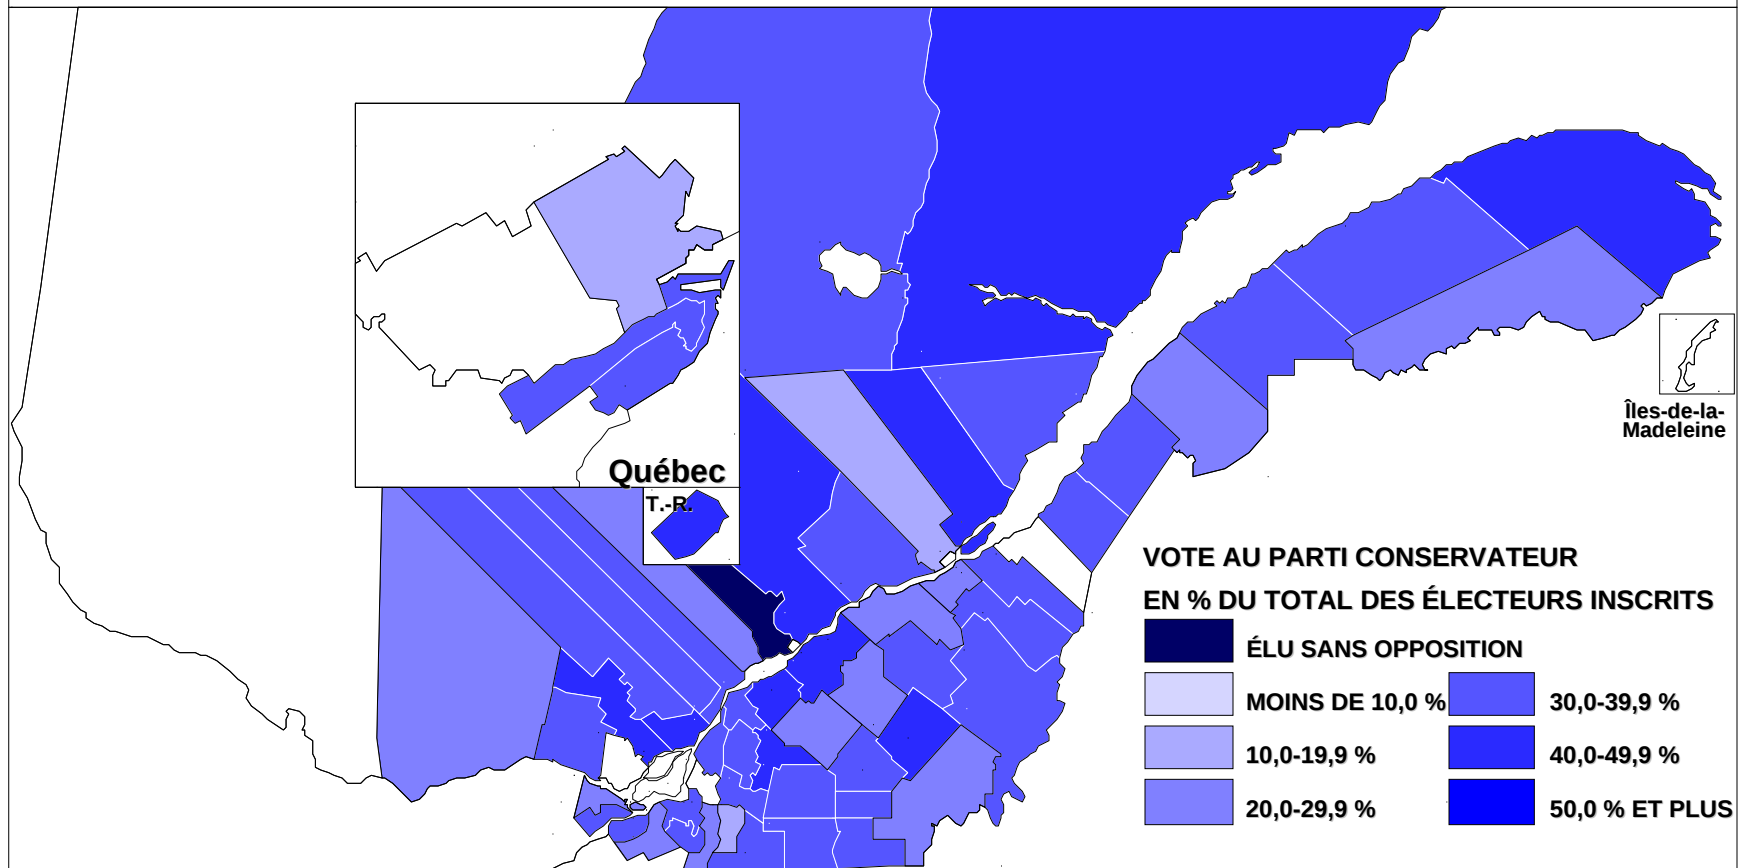 Québec
T.-R.
Îles-de-la-
Madeleine
VOTE AU PARTI CONSERVATEUR
EN % DU TOTAL DES ÉLECTEURS INSCRITS
ÉLU SANS OPPOSITION
MOINS DE 10,0 %
30,0-39,9 %
10,0-19,9 %
40,0-49,9 %
20,0-29,9 %
50,0 % ET PLUS